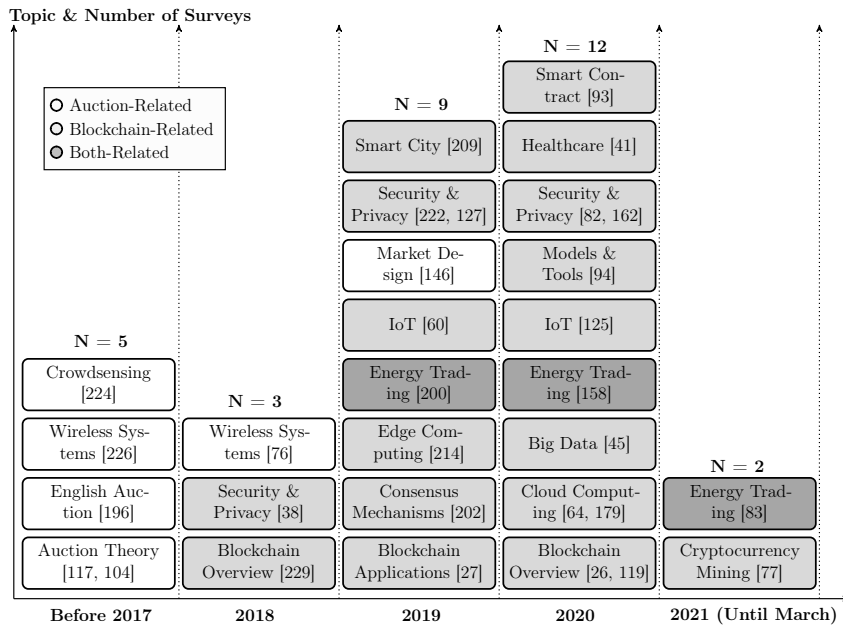 Topic & Number of Surveys
Auction-Related
Blockchain-Related
Both-Related
N = 5
Crowdsensing
[224]
Wireless Sys-
tems [226]
English Auc-
tion [196]
Auction Theory
[117, 104]
Before 2017
N = 3
Wireless Sys-
tems [76]
Security &
Privacy [38]
Blockchain
Overview [229]
2018
N = 9
Smart City [209]
Security &
Privacy [222, 127]
Market De-
sign [146]
IoT [60]
Energy Trad-
ing [200]
Edge Com-
puting [214]
Consensus
Mechanisms [202]
Blockchain
Applications [27]
2019
N = 12
Smart Con-
tract [93]
Healthcare [41]
Security &
Privacy [82, 162]
Models &
Tools [94]
IoT [125]
Energy Trad-
ing [158]
Big Data [45]
Cloud Comput-
ing [64, 179]
Blockchain
Overview [26, 119]
2020
N = 2
Energy Trad-
ing [83]
Cryptocurrency
Mining [77]
2021 (Until March)